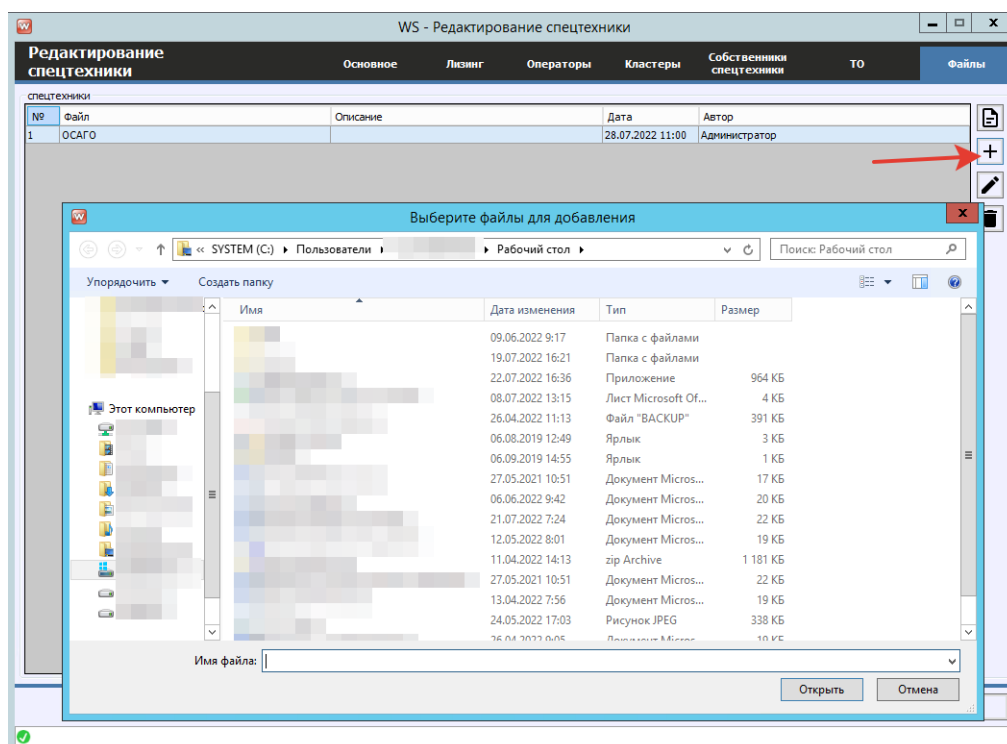 WS - Редактирование спецтехники
Редактирование
спецтехники
Основное
Лизинг
Операторы
Кластеры
Собственники
спецтехники
ТО
Файлы
спецтехники
№ Файл Описание Дата Автор
1 ОСАГО 28.07.2022 11:00 Администратор
Выберите файлы для добавления
« SYSTEM (C:) Пользователи Рабочий стол
Поиск: Рабочий стол
Упорядочить Создать папку
Имя Дата изменения Тип Размер
09.06.2022 9:17 Папка с файлами
19.07.2022 16:21 Папка с файлами
22.07.2022 16:36 Приложение 964 КБ
08.07.2022 13:15 Лист Microsoft Of... 4 КБ
Этот компьютер
26.04.2022 11:13 Файл "BACKUP" 391 КБ
06.08.2019 12:49 Ярлык 3 КБ
06.09.2019 14:55 Ярлык 1 КБ
27.05.2021 10:51 Документ Micros... 17 КБ
06.06.2022 9:42 Документ Micros... 20 КБ
21.07.2022 7:24 Документ Micros... 22 КБ
12.05.2022 8:01 Документ Micros... 19 КБ
11.04.2022 14:13 zip Archive 1 181 КБ
27.05.2021 10:51 Документ Micros... 22 КБ
13.04.2022 7:56 Документ Micros... 19 КБ
24.05.2022 17:03 Рисунок JPEG 338 КБ
26.04.2022 9:05 Документ Micros... 19 КБ
Имя файла:
Открыть Отмена